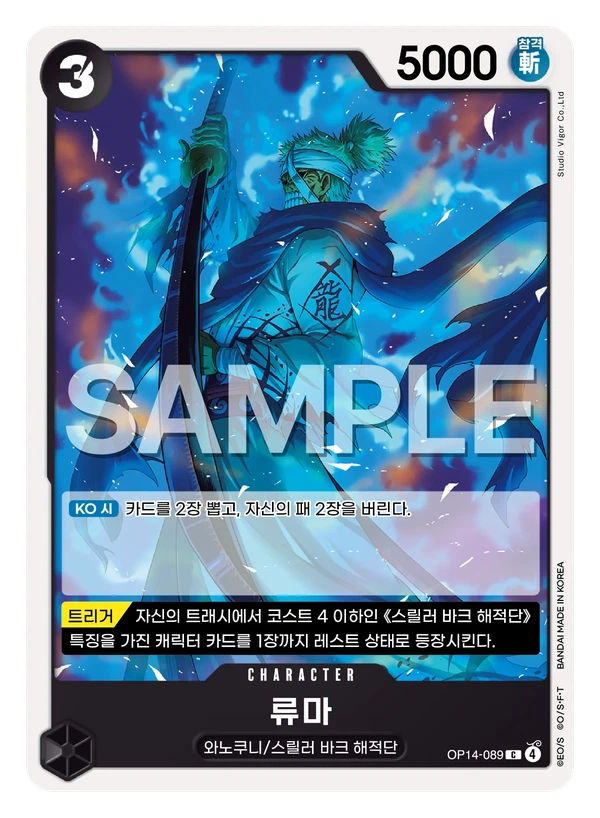 3
5000
참격
斬
Studio Vigor Co.,Ltd
龍
SAMPLE
KO 시 카드를 2장 뽑고, 자신의 패 2장을 버린다.
트리거 자신의 트래시에서 코스트 4 이하인 《스릴러 바크 해적단》
특징을 가진 캐릭터 카드를 1장까지 레스트 상태로 등장시킨다.
CHARACTER
류마
와노쿠니/스릴러 바크 해적단
OP14-089 C 4
©EO/S ©O/S·F·T BANDAI MADE IN KOREA